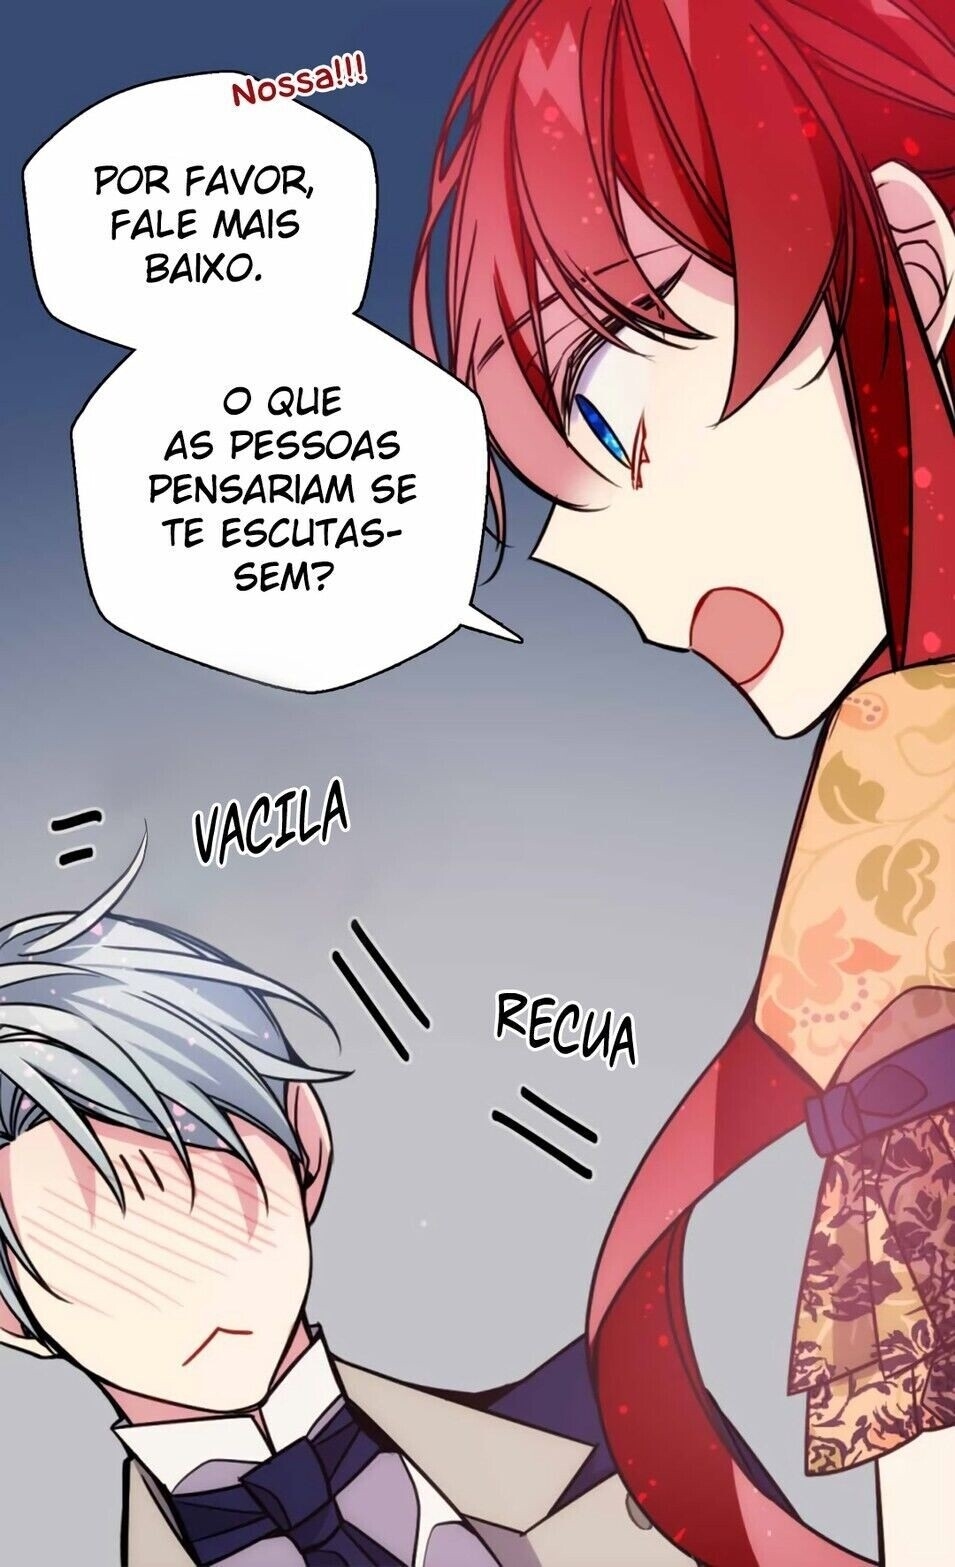 Nossa!!!
POR FAVOR,
FALE MAIS
BAIXO.
O QUE
AS PESSOAS
PENSARIAM SE
TE ESCUTAS-
SEM?
VACILA
RECUA